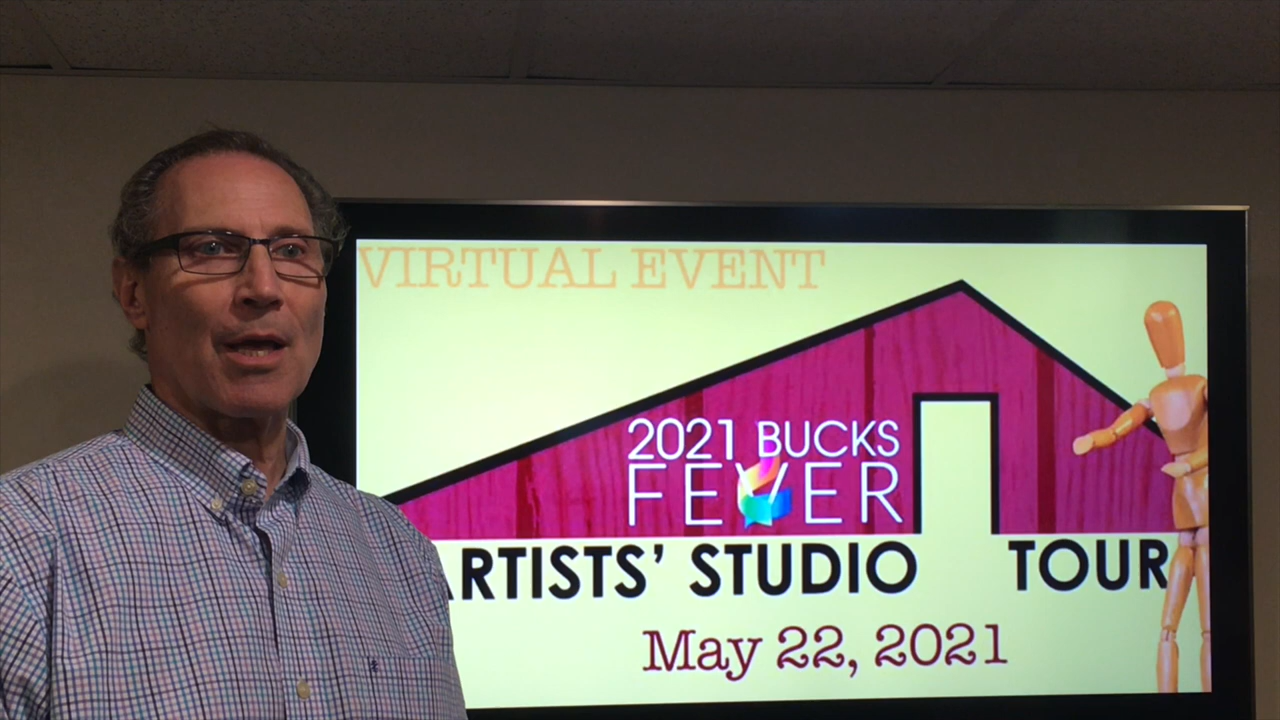 VIRTUAL EVENT
2021 BUCKS
FEVER
ARTISTS’ STUDIO TOUR
May 22, 2021